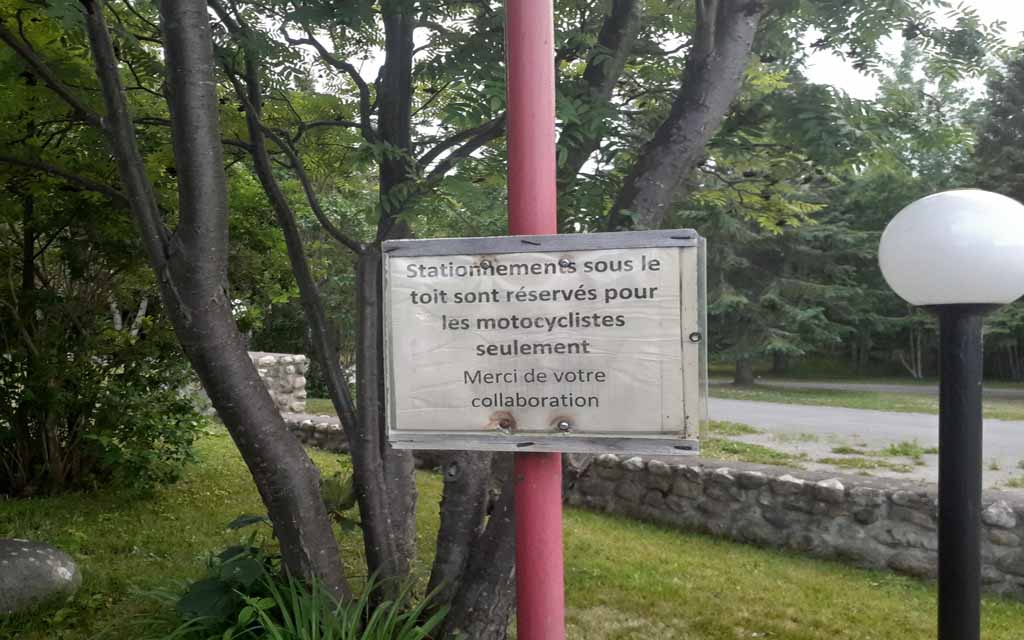 Stationnements sous le
toit sont réservés pour
les motocyclistes
seulement
Merci de votre
collaboration